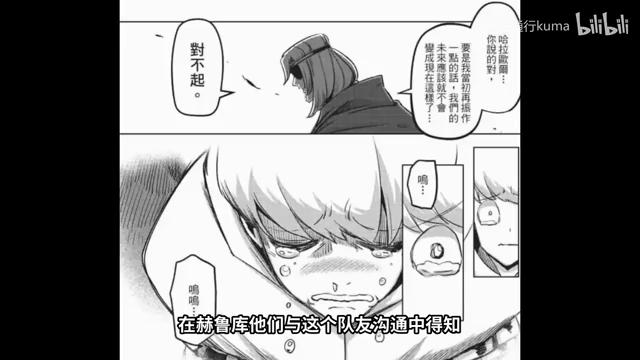 行kuma
bilibili
哈拉歐爾…
你說的對，
要是我當初再振作
一點的話，我們的
未來應該就不會
變成現在這樣了…
對不起。
嗚…
嗚…
嗚嗚…
在赫鲁库他们与这个队友沟通中得知